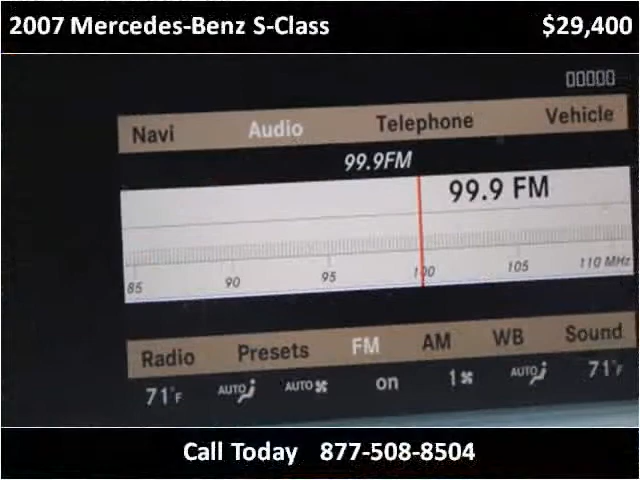 2007 Mercedes-Benz S-Class $29,400
Navi Audio Telephone Vehicle
99.9FM
99.9 FM
85 90 95 100 105 110 MHz
Radio Presets FM AM WB Sound
71°F AUTO AUTO on 1 AUTO 71°F
Call Today 877-508-8504